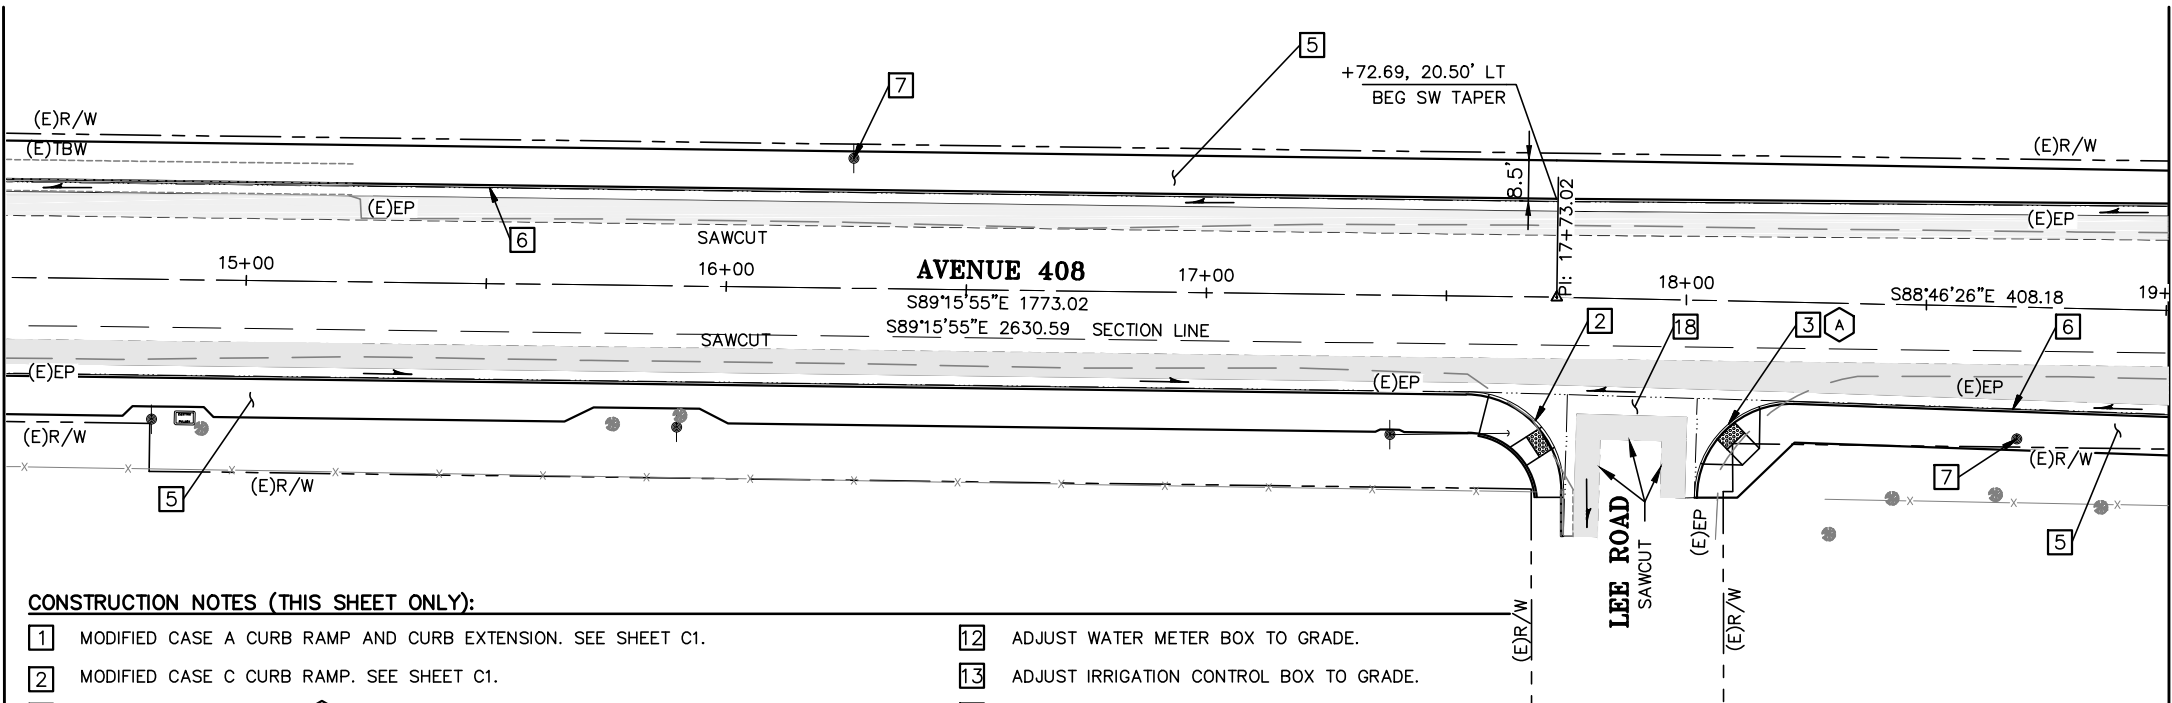 5
+72.69, 20.50' LT
BEG SW TAPER
7
(E)R/W
(E)TBW
(E)R/W
8.5'
PI: 17+73.02
(E)EP
(E)EP
6
SAWCUT
15+00
16+00
AVENUE 408
17+00
18+00
19+
S89°15'55"E 1773.02
S88°46'26"E 408.18
S89°15'55"E 2630.59 SECTION LINE
SAWCUT
2
18
3
A
6
(E)EP
(E)EP
(E)EP
(E)R/W
(E)R/W
5
(E)R/W
7
5
LEE ROAD
SAWCUT
(E)EP
(E)R/W
(E)R/W
CONSTRUCTION NOTES (THIS SHEET ONLY):
1 MODIFIED CASE A CURB RAMP AND CURB EXTENSION. SEE SHEET C1.
2 MODIFIED CASE C CURB RAMP. SEE SHEET C1.
12 ADJUST WATER METER BOX TO GRADE.
13 ADJUST IRRIGATION CONTROL BOX TO GRADE.